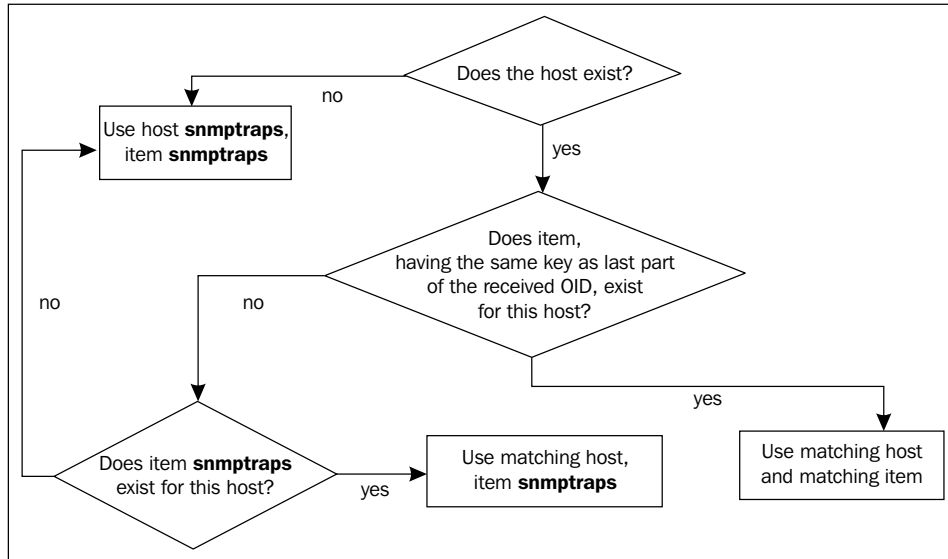 Does the host exist?
no
Use host snmptraps,
item snmptraps
yes
Does item,
having the same key as last part
of the received OID, exist
for this host?
no
no
yes
Does item snmptraps
exist for this host?
yes
Use matching host,
item snmptraps
Use matching host
and matching item